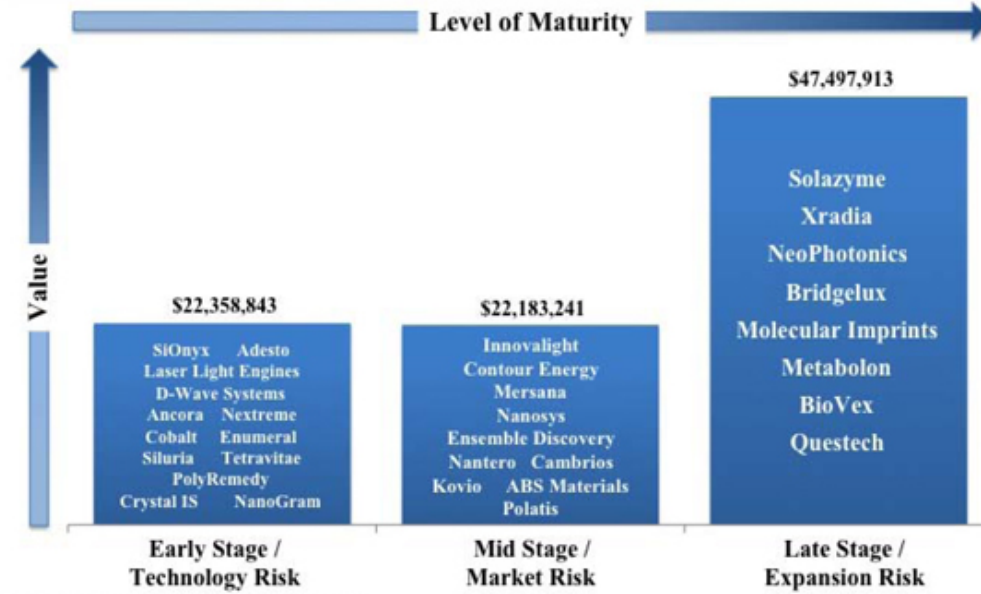 Level of Maturity
Value
$22,358,843
SiOnyx Adesto
Laser Light Engines
D-Wave Systems
Ancora Nextreme
Cobalt Enumeral
Siluria Tetravitae
PolyRemedy
Crystal IS NanoGram
Early Stage /
Technology Risk
$22,183,241
Innovalight
Contour Energy
Mersana
Nanosys
Ensemble Discovery
Nantero Cambrios
Kovio ABS Materials
Polatis
Mid Stage /
Market Risk
$47,497,913
Solazyme
Xradia
NeoPhotonics
Bridgelux
Molecular Imprints
Metabolon
BioVex
Questech
Late Stage /
Expansion Risk